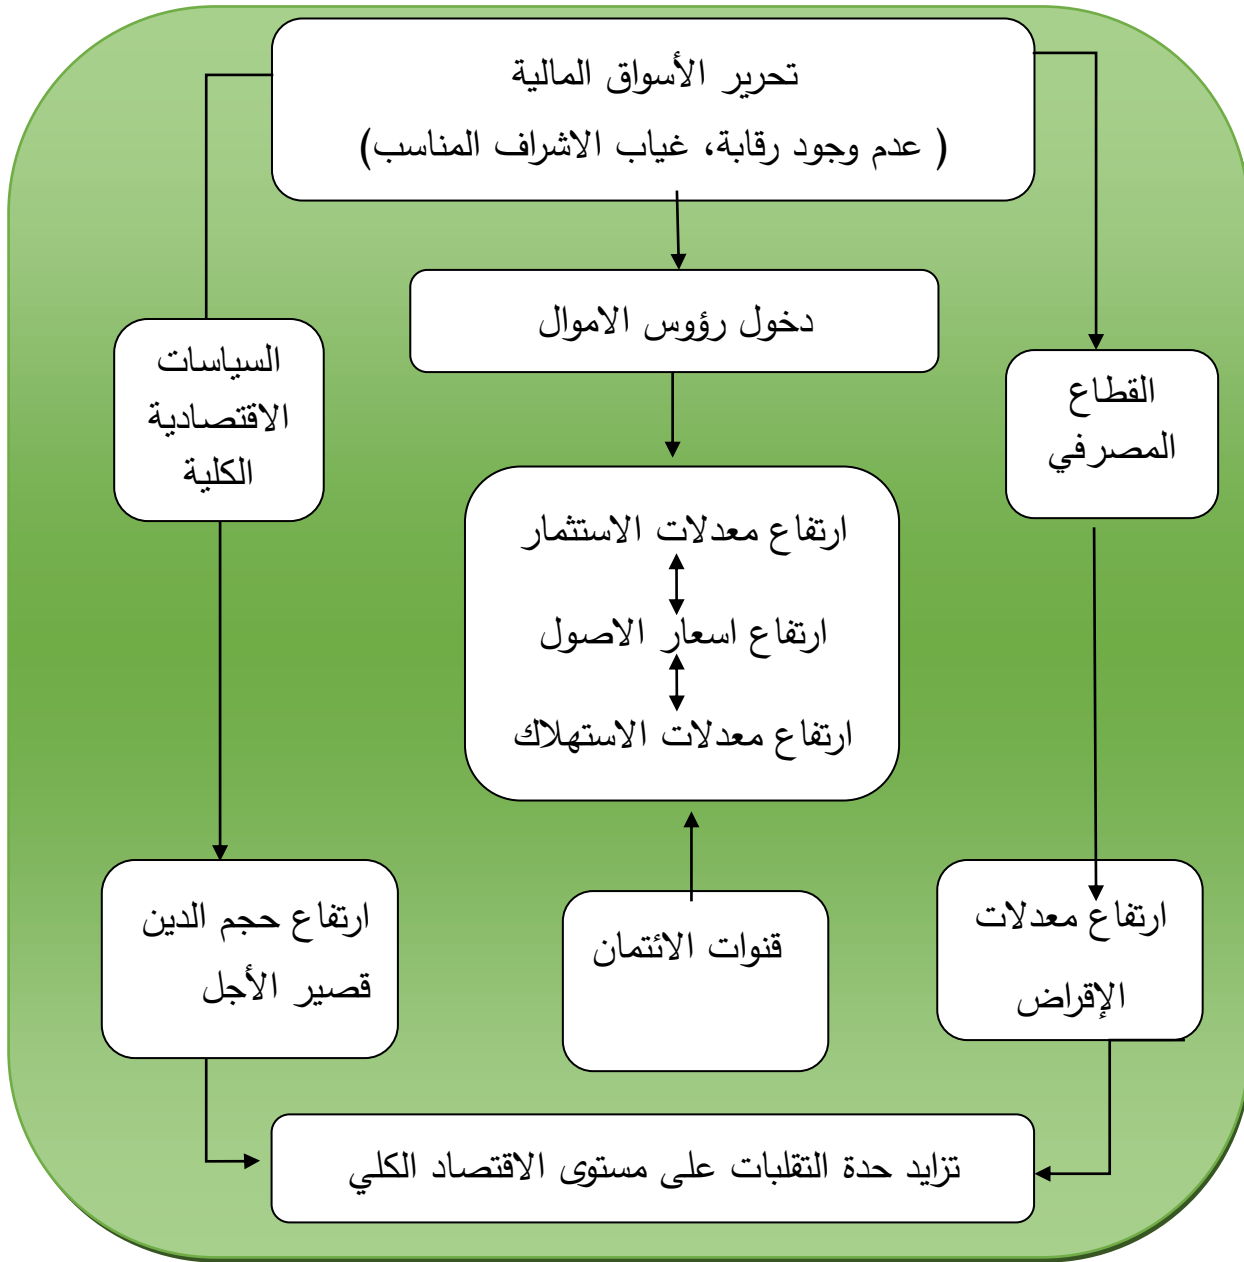 تحرير الأسواق المالية
( عدم وجود رقابة، غياب الاشراف المناسب)
دخول رؤوس الاموال
القطاع
المصرفي
السياسات
الاقتصادية
الكلية
ارتفاع معدلات الاستثمار
ارتفاع اسعار الاصول
ارتفاع معدلات الاستهلاك
ارتفاع معدلات
الإقراض
قنوات الائتمان
ارتفاع حجم الدين
قصير الأجل
تزايد حدة التقلبات على مستوى الاقتصاد الكلي